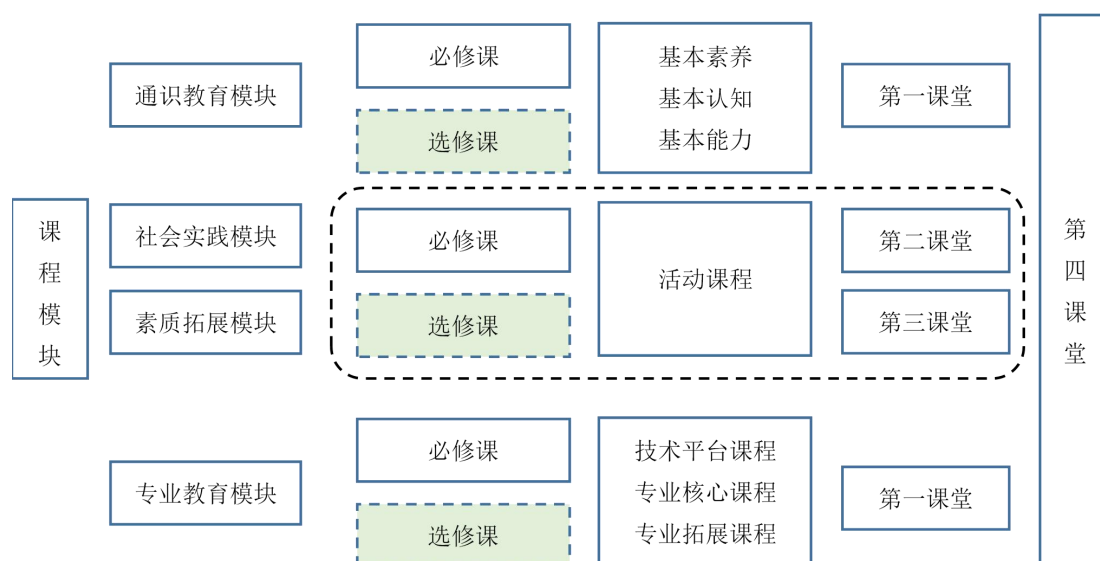 课程模块
通识教育模块
必修课
选修课
基本素养
基本认知
基本能力
第一课堂
社会实践模块
素质拓展模块
必修课
选修课
活动课程
第二课堂
第三课堂
专业教育模块
必修课
选修课
技术平台课程
专业核心课程
专业拓展课程
第一课堂
第四课堂